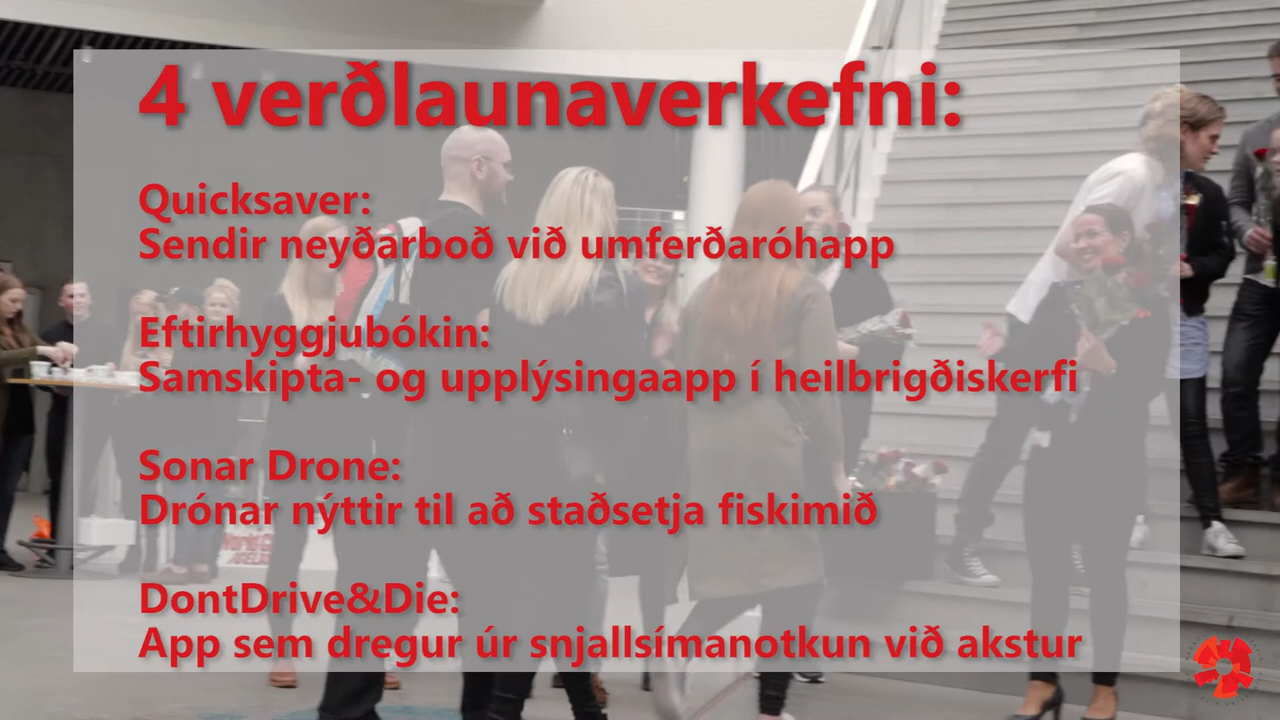 4 verðlaunaverkefni:
Quicksaver:
Sendir neyðarboð við umferðaróhapp
Eftirhyggjubókin:
Samskipta- og upplýsingaapp í heilbrigðiskerfi
Sonar Drone:
Drónar nýttir til að staðsetja fiskimið
DontDrive&Die:
App sem dregur úr snjallsímanotkun við akstur